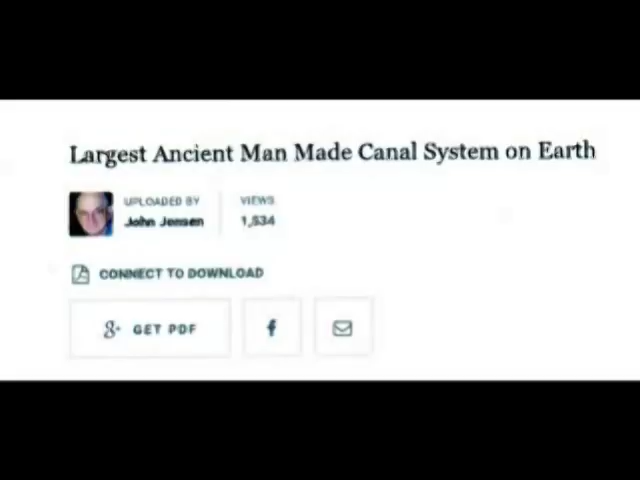 Largest Ancient Man Made Canal System on Earth
UPLOADED BY
John Jensen
VIEWS
1,534
CONNECT TO DOWNLOAD
g+ GET PDF
f